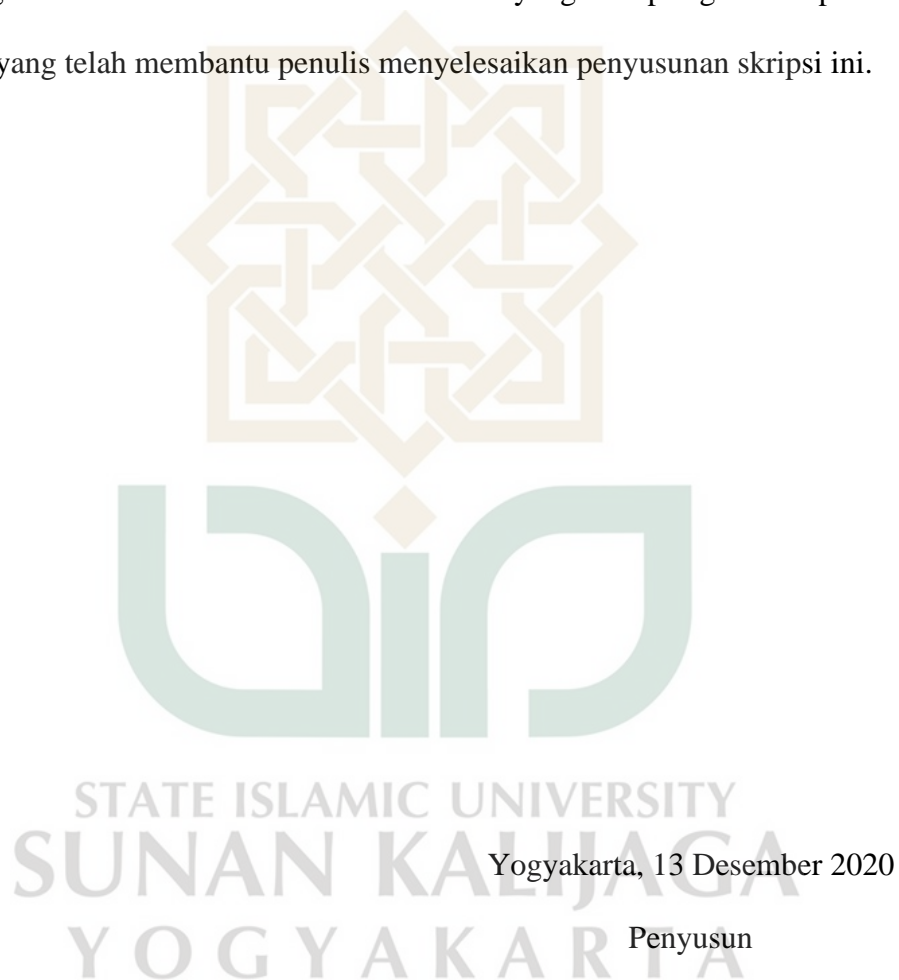 yang telah membantu penulis menyelesaikan penyusunan skripsi ini.
STATE ISLAMIC UNIVERSITY
SUNAN KALIJAGA
Yogyakarta, 13 Desember 2020
YOGYAKARTA
Penyusun